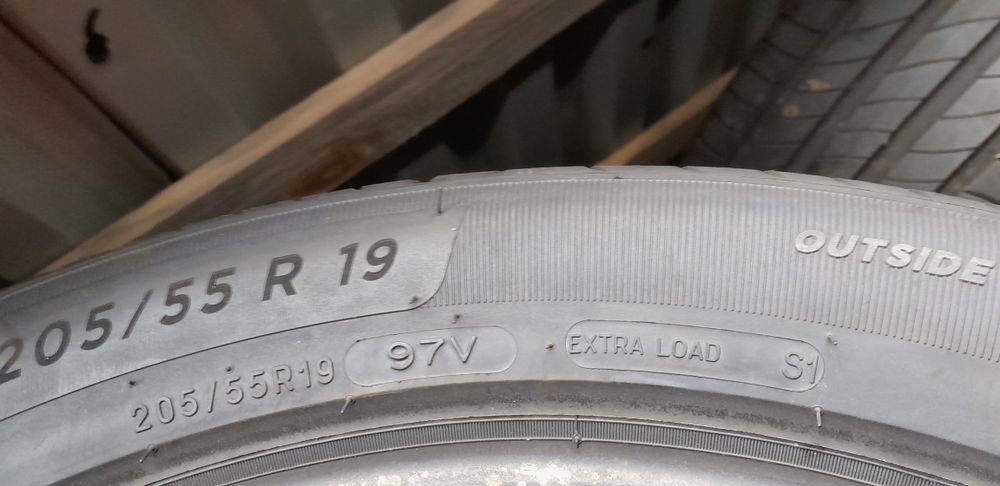 205/55 R 19
OUTSIDE
205/55R19 97V EXTRA LOAD S1